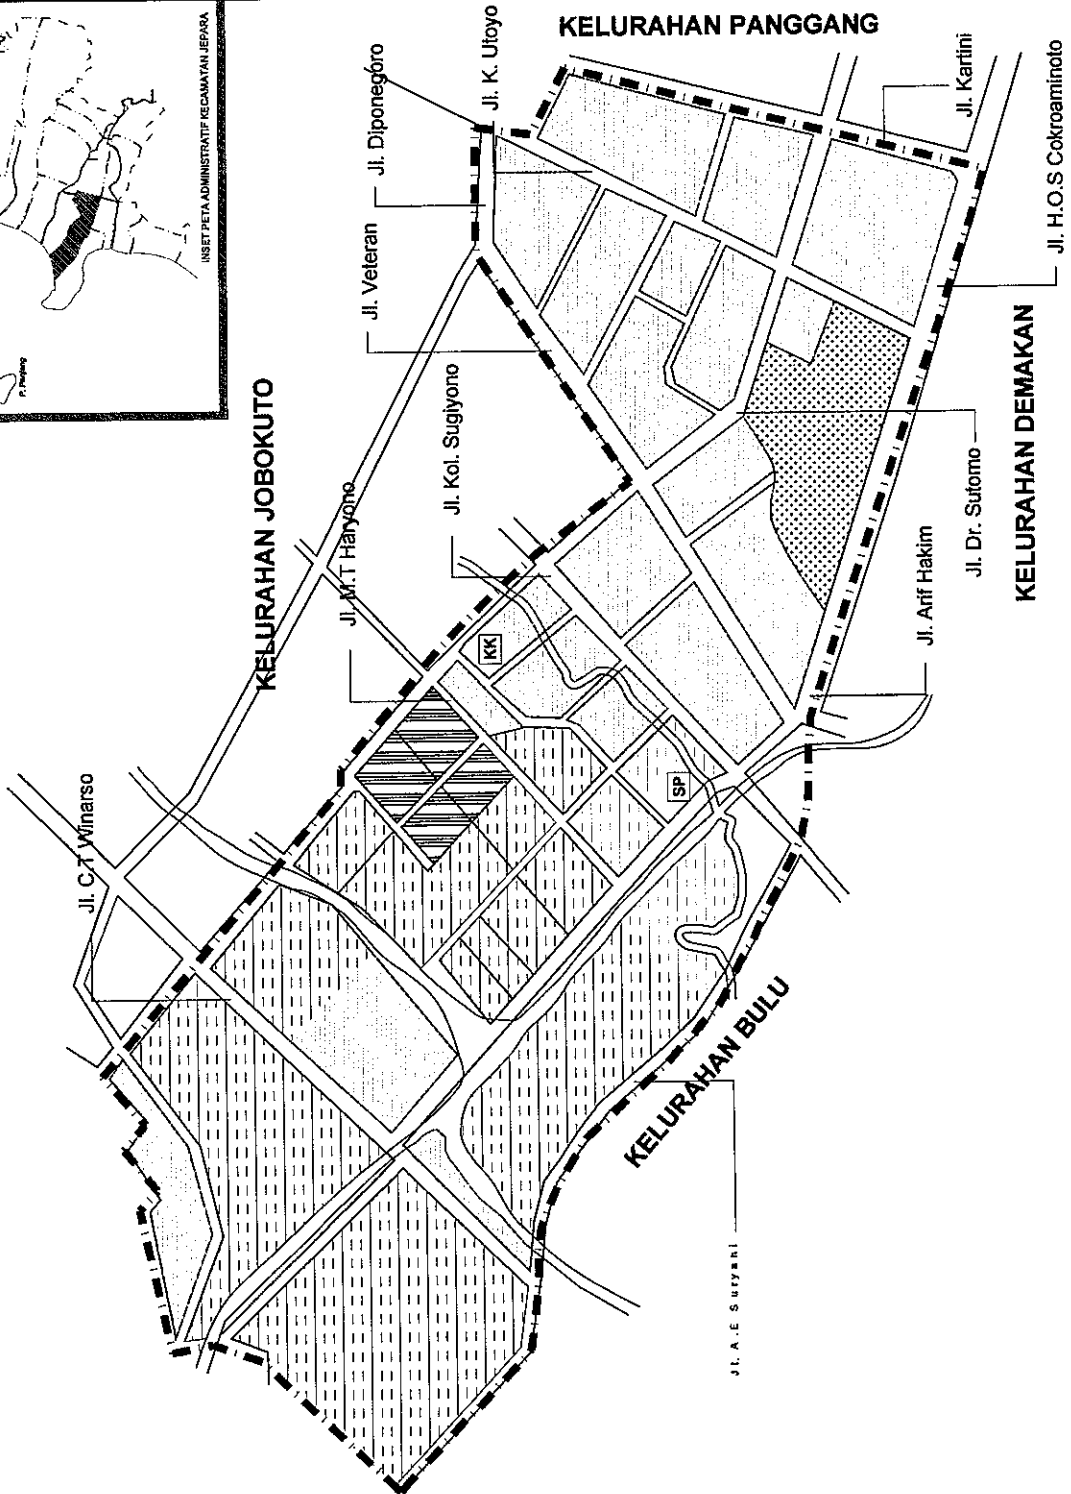 INSET PETA ADMINISTRATIF KECAMATAN JEPARA
P. Panjang
KELURAHAN PANGGANG
Jl. K. Utoyo
Jl. Diponegoro
Jl. Veteran
Jl. Kartini
Jl. H.O.S Cokroaminoto
KELURAHAN JOBOKUTO
Jl. Kol. Sugiyono
Jl. M.T Haryono
KK
Jl. Dr. Sutomo
KELURAHAN DEMAKAN
Jl. Arif Hakim
SP
Jl. C.T Winarso
KELURAHAN BULU
Jl. A.E Suryani